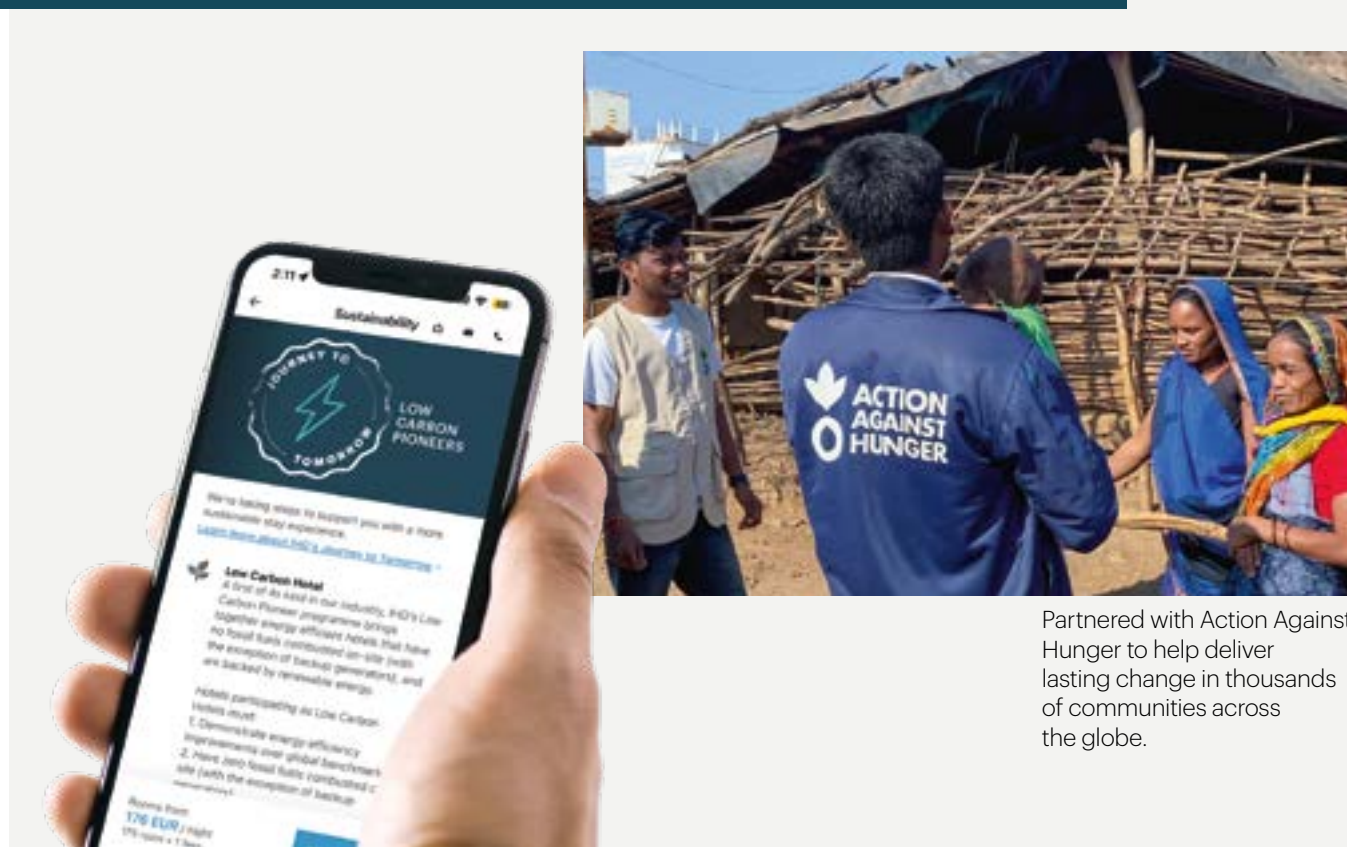 2:11
Sustainability
JOURNEY TO
TOMORROW
LOW
CARBON
PIONEERS
We're taking steps to support you with a more
sustainable stay experience.
Learn more about IHG's Journey to Tomorrow
Low Carbon Hotel
A first of its kind in our industry, IHG's Low
Carbon Pioneer programme brings
together energy efficient hotels that have
no fossil fuels combusted on-site (with
the exception of backup generators), and
are backed by renewable energy.
Hotels participating as Low Carbon
Hotels must:
1. Demonstrate energy efficiency
improvements over global benchmark
2. Have zero fossil fuels combusted
site (with the exception of backup
Rooms from
176 EUR / night
ACTION
AGAINST
HUNGER
Partnered with Action Against
Hunger to help deliver
lasting change in thousands
of communities across
the globe.